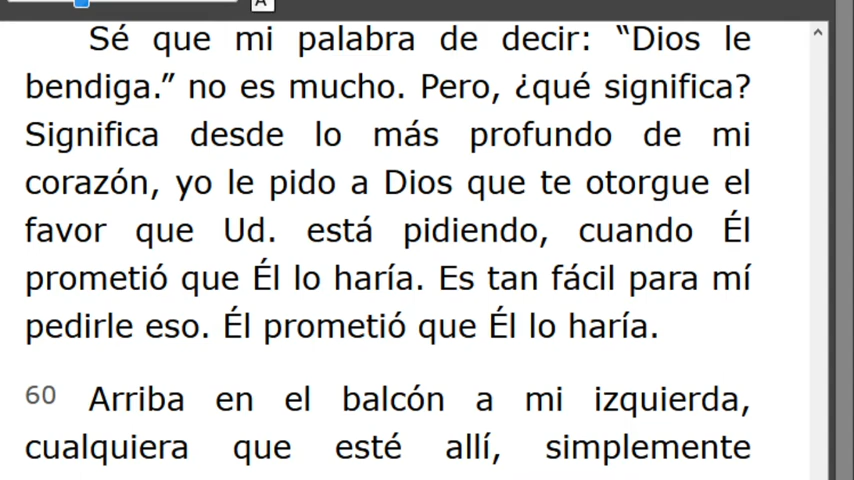 A
Sé que mi palabra de decir: “Dios le
bendiga.” no es mucho. Pero, ¿qué significa?
Significa desde lo más profundo de mi
corazón, yo le pido a Dios que te otorgue el
favor que Ud. está pidiendo, cuando Él
prometió que Él lo haría. Es tan fácil para mí
pedirle eso. Él prometió que Él lo haría.
60 Arriba en el balcón a mi izquierda,
cualquiera que esté allí, simplemente